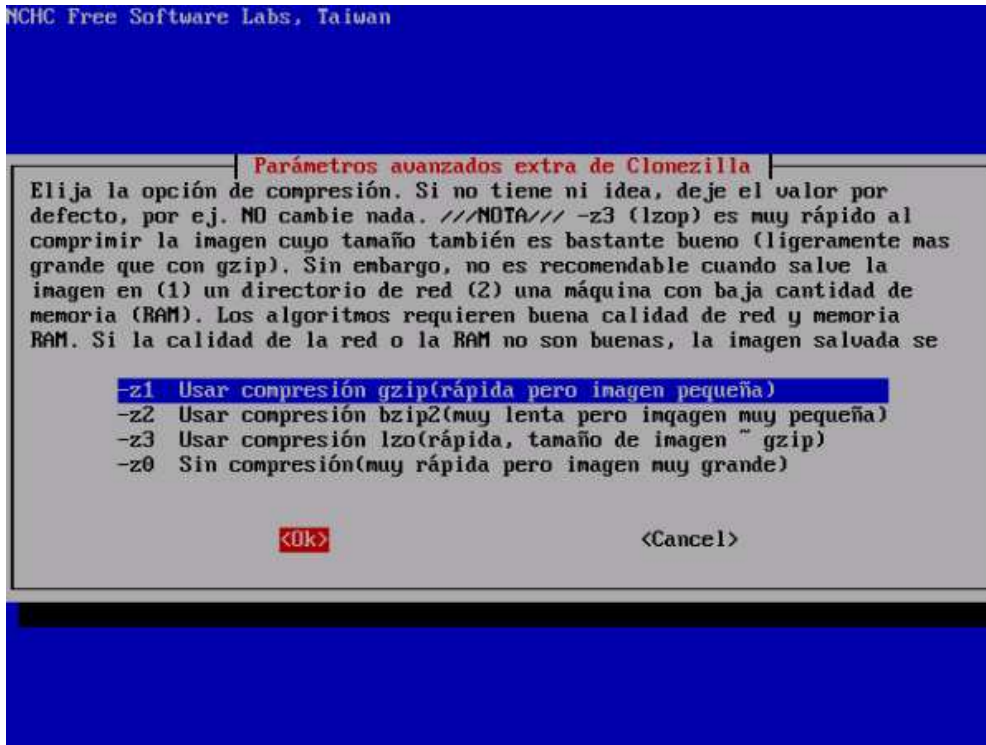 NCHC Free Software Labs, Taiwan
Parámetros avanzados extra de Clonezilla
Elija la opción de compresión. Si no tiene ni idea, deje el valor por
defecto, por ej. NO cambie nada. ///NOTA/// -z3 (lzop) es muy rápido al
comprimir la imagen cuyo tamaño también es bastante bueno (ligeramente mas
grande que con gzip). Sin embargo, no es recomendable cuando salve la
imagen en (1) un directorio de red (2) una máquina con baja cantidad de
memoria (RAM). Los algoritmos requieren buena calidad de red y memoria
RAM. Si la calidad de la red o la RAM no son buenas, la imagen salvada se
-z1 Usar compresión gzip(rápida pero imagen pequeña)
-z2 Usar compresión bzip2(muy lenta pero imqagen muy pequeña)
-z3 Usar compresión lzo(rápida, tamaño de imagen ~ gzip)
-z0 Sin compresión(muy rápida pero imagen muy grande)
<Ok> <Cancel>